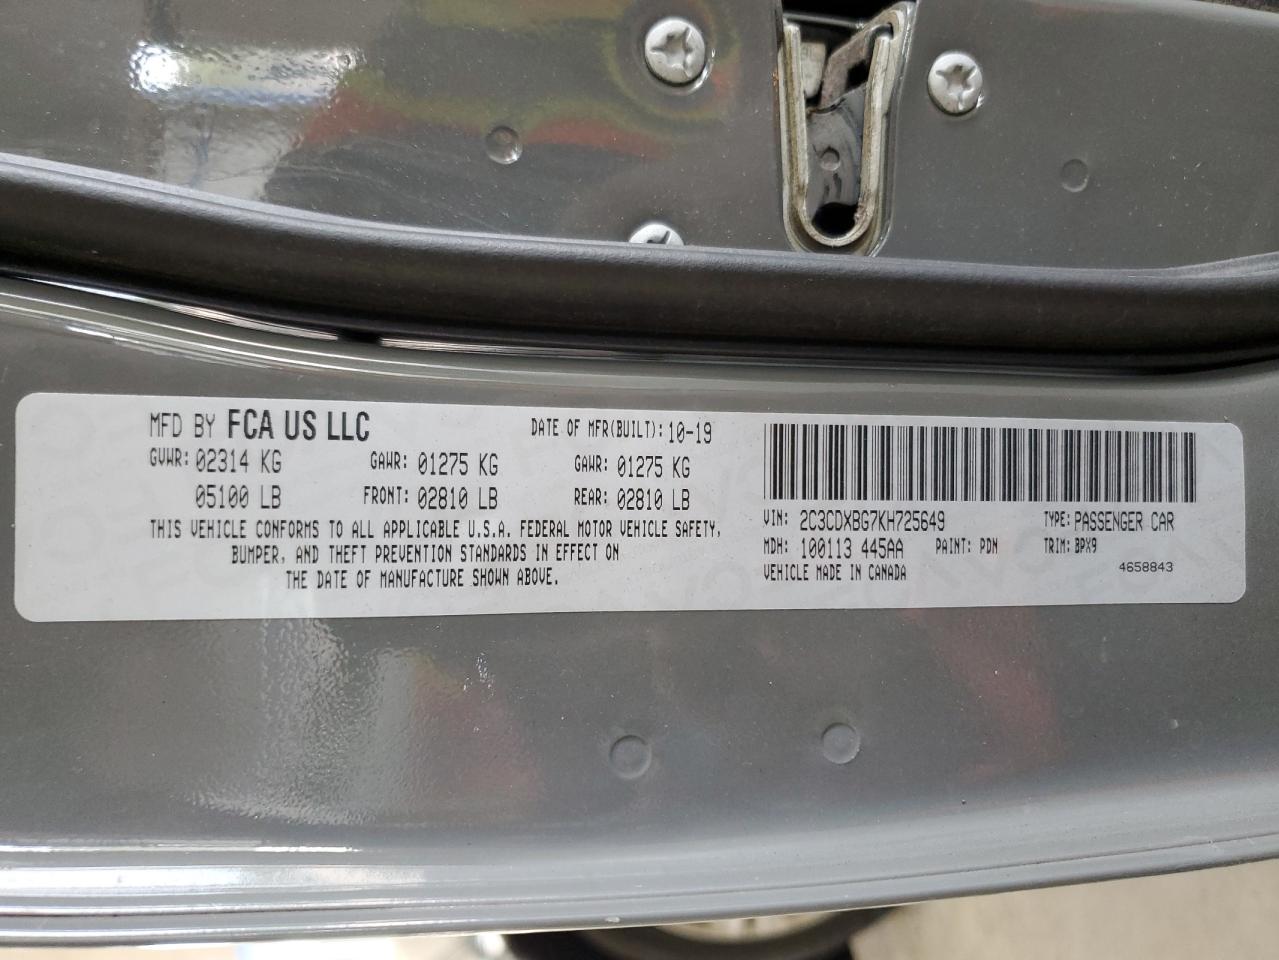 MFD BY FCA US LLC DATE OF MFR(BUILT): 10-19
GVWR: 02314 KG GAWR: 01275 KG GAWR: 01275 KG
05100 LB FRONT: 02810 LB REAR: 02810 LB
THIS VEHICLE CONFORMS TO ALL APPLICABLE U.S.A. FEDERAL MOTOR VEHICLE SAFETY,
BUMPER, AND THEFT PREVENTION STANDARDS IN EFFECT ON
THE DATE OF MANUFACTURE SHOWN ABOVE.
VIN: 2C3CDXBG7KH725649 TYPE: PASSENGER CAR
MDH: 100113 445AA PAINT: PDN TRIM: BPX9
VEHICLE MADE IN CANADA 4658843